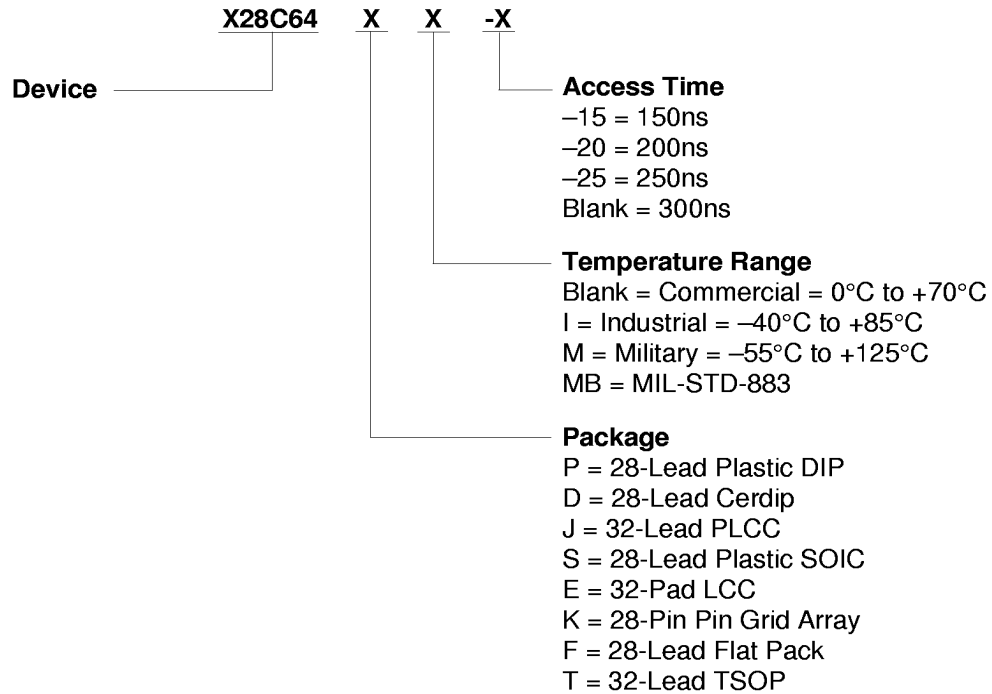 X28C64 X X -X
Device
Access Time
–15 = 150ns
–20 = 200ns
–25 = 250ns
Blank = 300ns
Temperature Range
Blank = Commercial = 0°C to +70°C
I = Industrial = –40°C to +85°C
M = Military = –55°C to +125°C
MB = MIL-STD-883
Package
P = 28-Lead Plastic DIP
D = 28-Lead Cerdip
J = 32-Lead PLCC
S = 28-Lead Plastic SOIC
E = 32-Pad LCC
K = 28-Pin Pin Grid Array
F = 28-Lead Flat Pack
T = 32-Lead TSOP